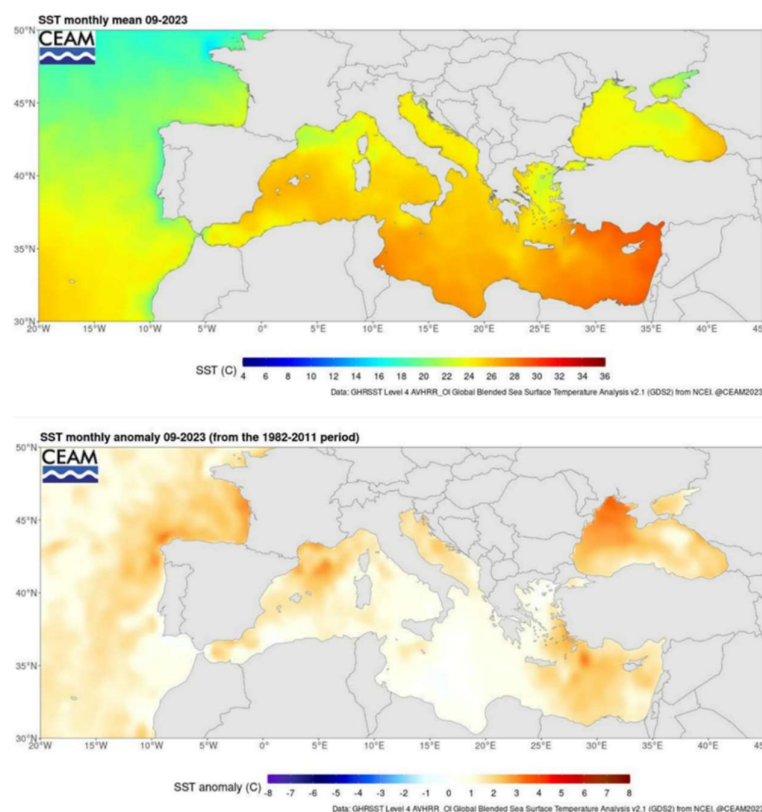 SST monthly mean 09-2023
50°N
CEAM
45°N
40°N
35°N
30°N
20°W 15°W 10°W 5°W 0° 5°E 10°E 15°E 20°E 25°E 30°E 35°E 40°E 45
SST (C)
4 6 8 10 12 14 16 18 20 22 24 26 28 30 32 34 36
Data: GHRSST Level 4 AVHRR_OI Global Blended Sea Surface Temperature Analysis v2.1 (GDS2) from NCEI. @CEAM2023
SST monthly anomaly 09-2023 (from the 1982-2011 period)
50°N
CEAM
45°N
40°N
35°N
30°N
20°W 15°W 10°W 5°W 0° 5°E 10°E 15°E 20°E 25°E 30°E 35°E 40°E 45
SST anomaly (C)
-8 -7 -6 -5 -4 -3 -2 -1 0 1 2 3 4 5 6 7 8
Data: GHRSST Level 4 AVHRR_OI Global Blended Sea Surface Temperature Analysis v2.1 (GDS2) from NCEI. @CEAM2023